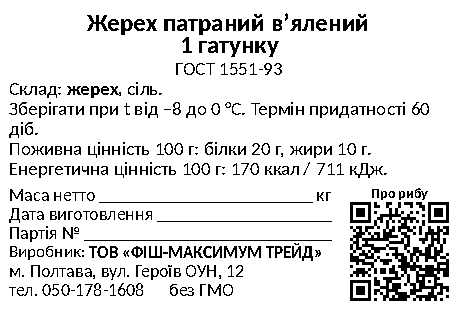 Жерех патраний в’ялений
1 гатунку
ГОСТ 1551-93
Склад: жерех, сіль.
Зберігати при t від –8 до 0 °С. Термін придатності 60
діб.
Поживна цінність 100 г: білки 20 г, жири 10 г.
Енергетична цінність 100 г: 170 ккал / 711 кДж.
Маса нетто ______________________ кг
Про рибу
Дата виготовлення __________________
Партія № _________________________
Виробник: ТОВ «ФІШ-МАКСИМУМ ТРЕЙД»
м. Полтава, вул. Героїв ОУН, 12
тел. 050-178-1608 без ГМО